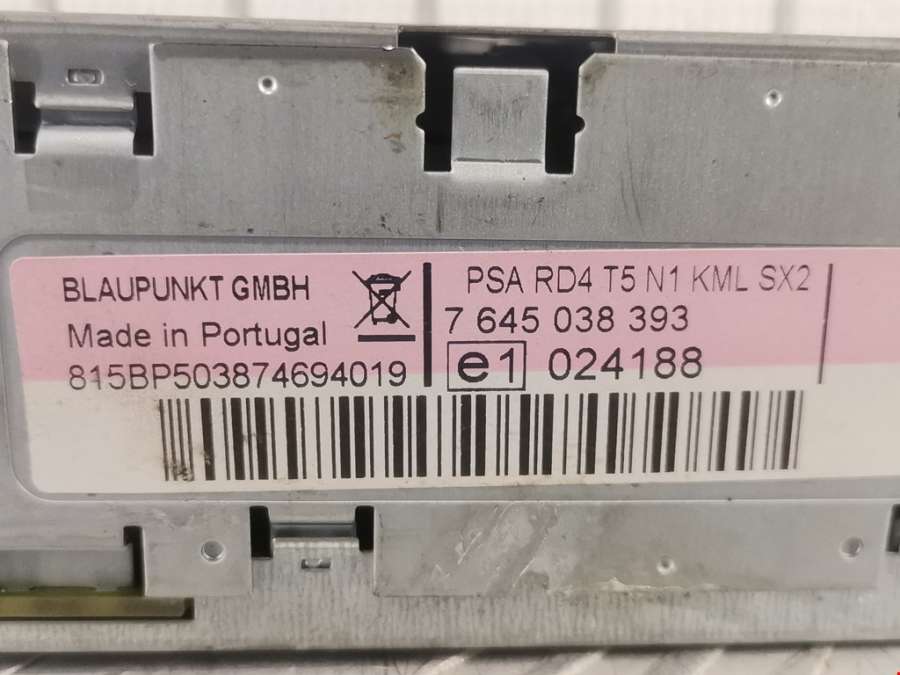 BLAUPUNKT GMBH
Made in Portugal
815BP503874694019
PSA RD4 T5 N1 KML SX2
7 645 038 393
e1 024188